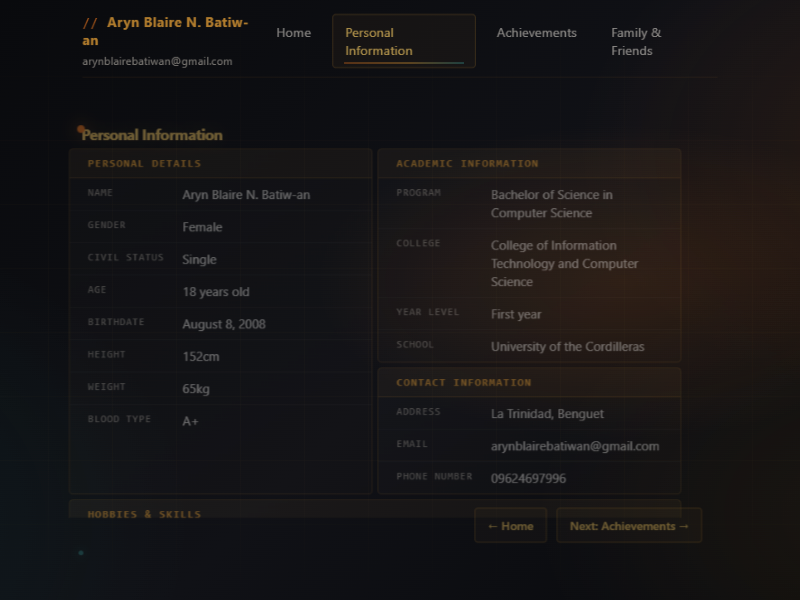 // Aryn Blaire N. Batiw-
an
arynblairebatiwan@gmail.com
Home
Personal
Information
Achievements
Family &
Friends
Personal Information
PERSONAL DETAILS
NAME Aryn Blaire N. Batiw-an
GENDER Female
CIVIL STATUS Single
AGE 18 years old
BIRTHDATE August 8, 2008
HEIGHT 152cm
WEIGHT 65kg
BLOOD TYPE A+
ACADEMIC INFORMATION
PROGRAM Bachelor of Science in
Computer Science
COLLEGE College of Information
Technology and Computer
Science
YEAR LEVEL First year
SCHOOL University of the Cordilleras
CONTACT INFORMATION
ADDRESS La Trinidad, Benguet
EMAIL arynblairebatiwan@gmail.com
PHONE NUMBER 09624697996
HOBBIES & SKILLS
← Home
Next: Achievements →